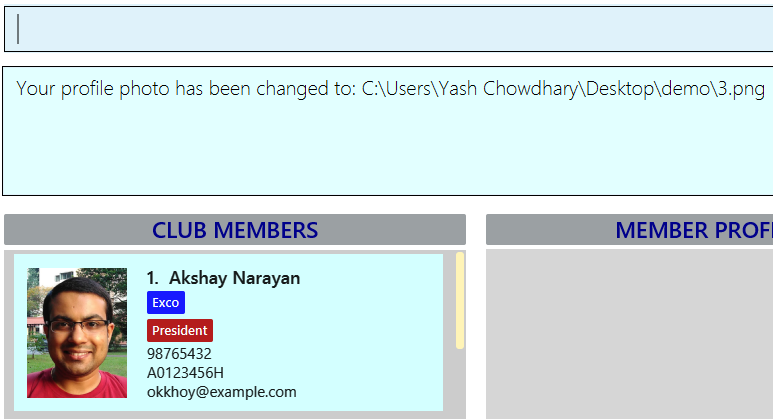 Your profile photo has been changed to: C:\Users\Yash Chowdhary\Desktop\demo\3.png
CLUB MEMBERS
MEMBER PROF
1. Akshay Narayan
Exco
President
98765432
A0123456H
okkhoy@example.com